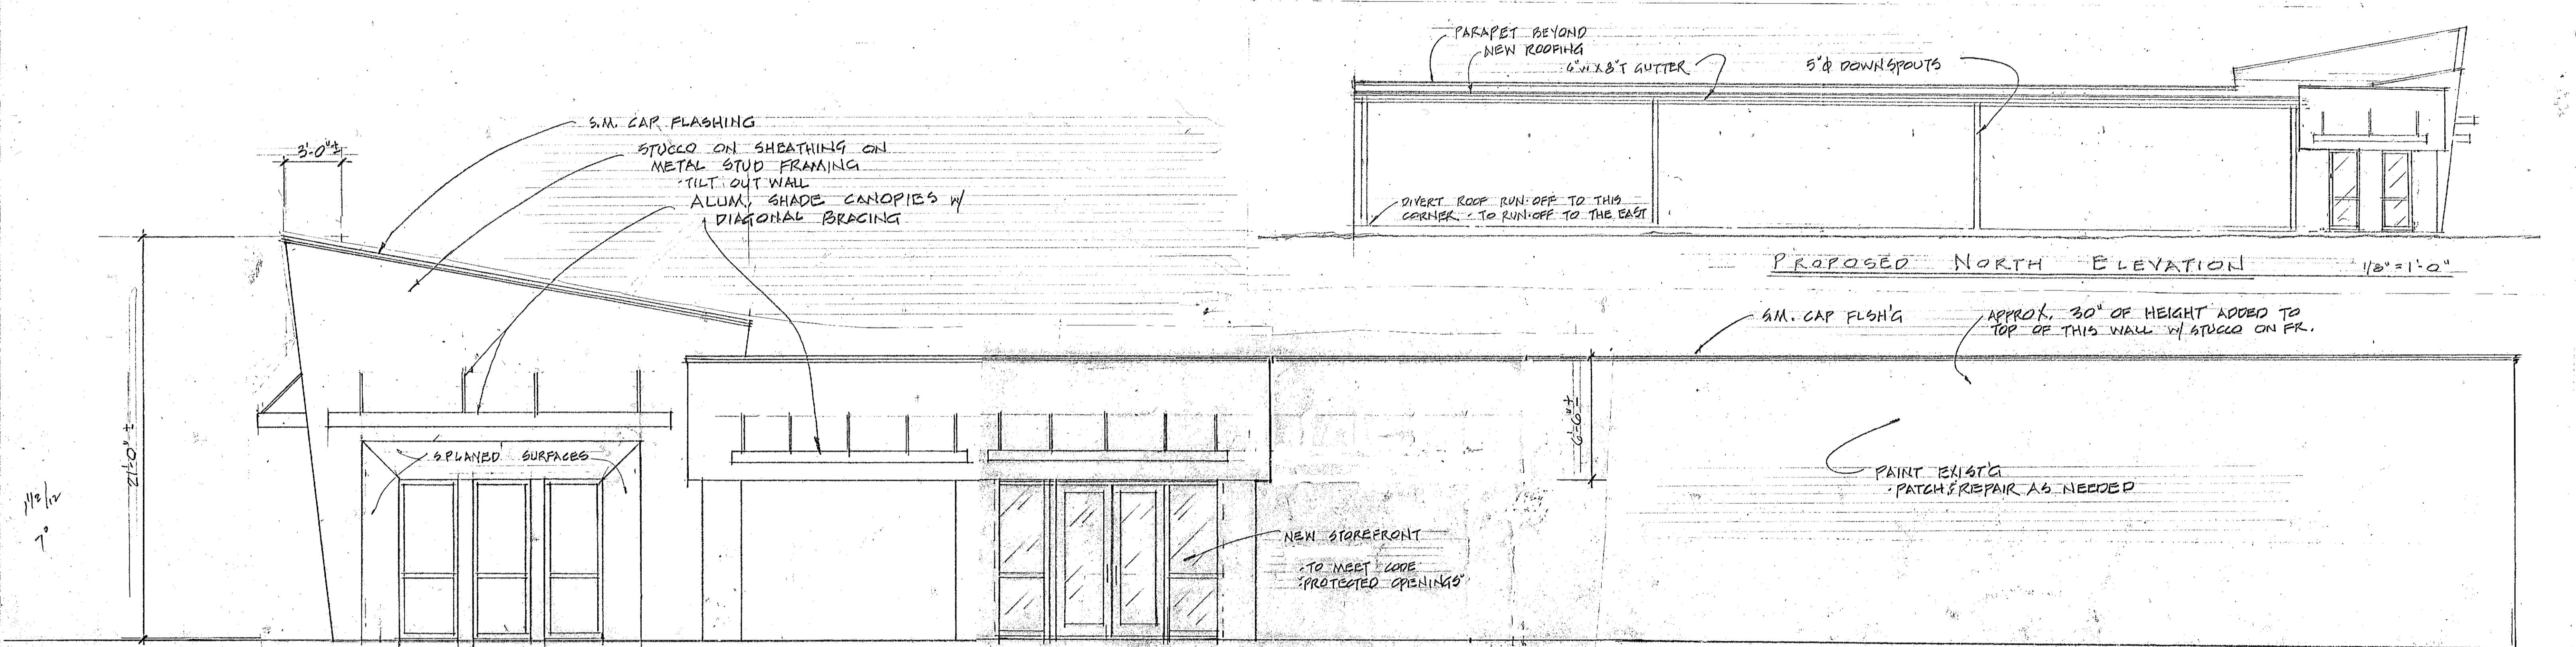 PARAPET BEYOND
NEW ROOFING
6"W X 8"T GUTTER
5"Φ DOWNSPOUTS
DIVERT ROOF RUN-OFF TO THIS
CORNER - TO RUN-OFF TO THE EAST
PROPOSED NORTH ELEVATION
1/8" = 1'-0"
S.M. CAP FLASHING
STUCCO ON SHEATHING ON
METAL STUD FRAMING
- TILT OUT WALL
ALUM. SHADE CANOPIES W/
DIAGONAL BRACING
3'-0"±
21'-0"±
7°
SPLAYED SURFACES
NEW STOREFRONT
- TO MEET CODE
"PROTECTED OPENINGS"
6'-6"±
S.M. CAP FLSH'G
APPROX. 30" OF HEIGHT ADDED TO
TOP OF THIS WALL W/ STUCCO ON FR.
PAINT EXIST'G
- PATCH & REPAIR AS NEEDED